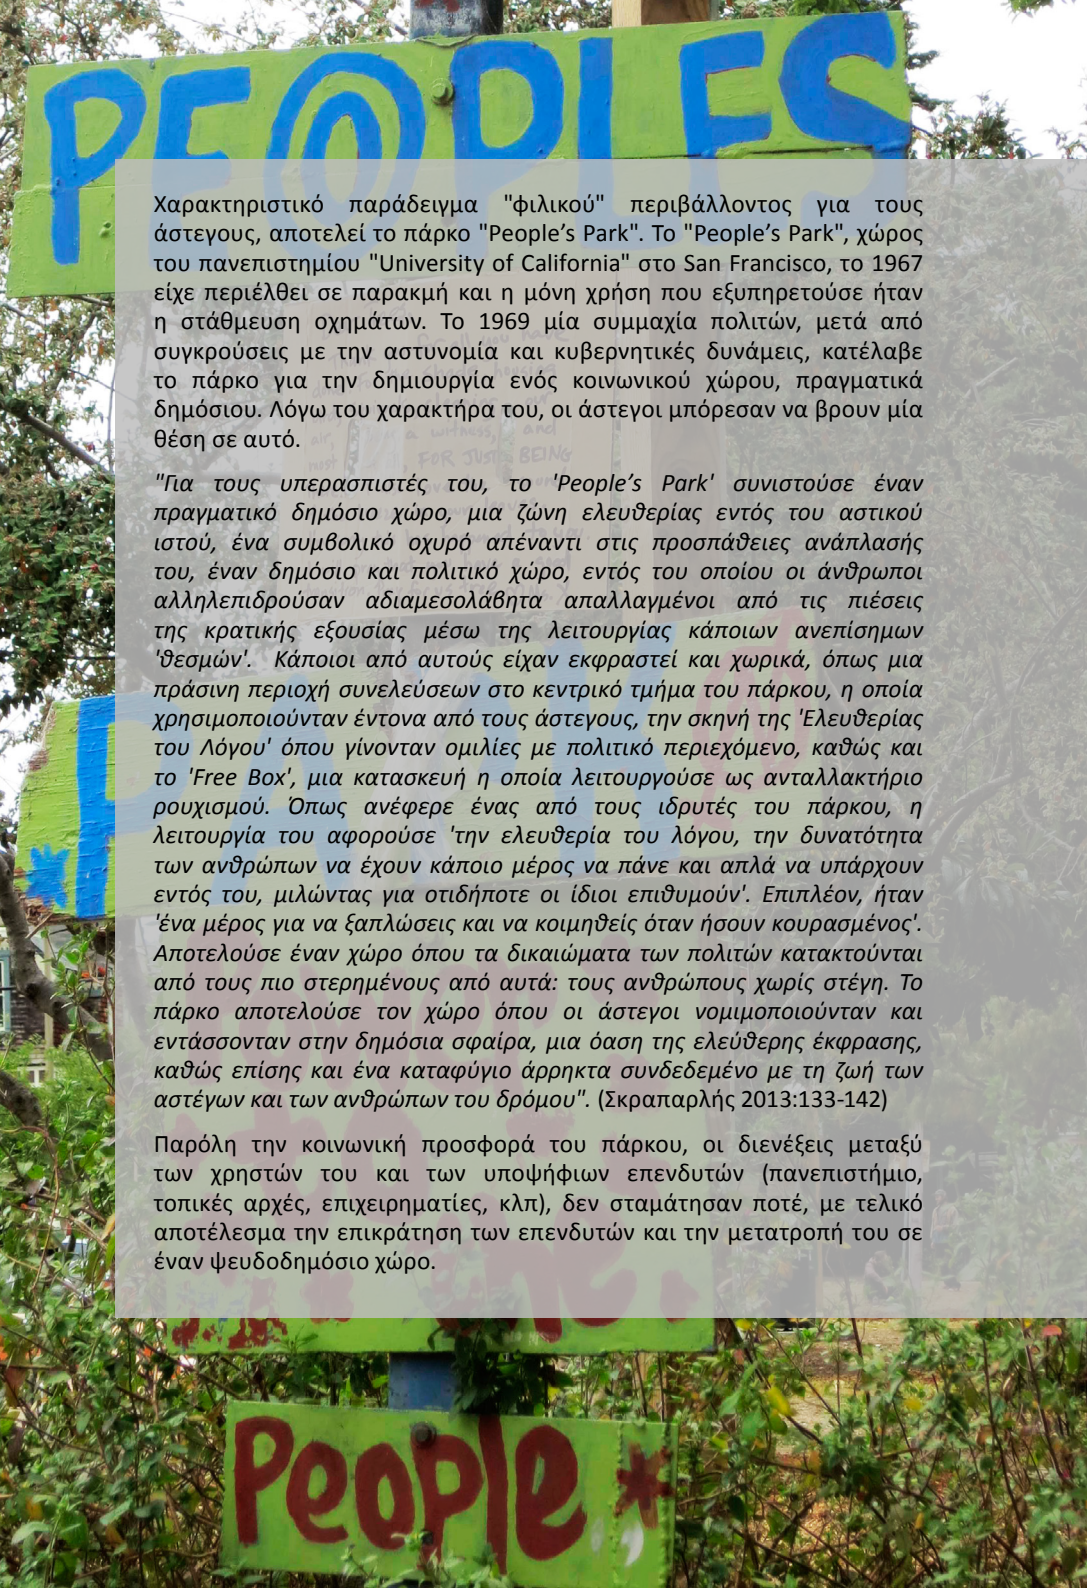 PEOPLES
Χαρακτηριστικό παράδειγμα "φιλικού" περιβάλλοντος για τους
άστεγους, αποτελεί το πάρκο "People’s Park". Το "People’s Park", χώρος
του πανεπιστημίου "University of California" στο San Francisco, το 1967
είχε περιέλθει σε παρακμή και η μόνη χρήση που εξυπηρετούσε ήταν
η στάθμευση οχημάτων. Το 1969 μία συμμαχία πολιτών, μετά από
συγκρούσεις με την αστυνομία και κυβερνητικές δυνάμεις, κατέλαβε
το πάρκο για την δημιουργία ενός κοινωνικού χώρου, πραγματικά
δημόσιου. Λόγω του χαρακτήρα του, οι άστεγοι μπόρεσαν να βρουν μία
θέση σε αυτό.
"Για τους υπερασπιστές του, το 'People’s Park' συνιστούσε έναν
πραγματικό δημόσιο χώρο, μια ζώνη ελευθερίας εντός του αστικού
ιστού, ένα συμβολικό οχυρό απέναντι στις προσπάθειες ανάπλασής
του, έναν δημόσιο και πολιτικό χώρο, εντός του οποίου οι άνθρωποι
αλληλεπιδρούσαν αδιαμεσολάβητα απαλλαγμένοι από τις πιέσεις
της κρατικής εξουσίας μέσω της λειτουργίας κάποιων ανεπίσημων
'θεσμών'. Κάποιοι από αυτούς είχαν εκφραστεί και χωρικά, όπως μια
πράσινη περιοχή συνελεύσεων στο κεντρικό τμήμα του πάρκου, η οποία
χρησιμοποιούνταν έντονα από τους άστεγους, την σκηνή της 'Ελευθερίας
του Λόγου' όπου γίνονταν ομιλίες με πολιτικό περιεχόμενο, καθώς και
το 'Free Box', μια κατασκευή η οποία λειτουργούσε ως ανταλλακτήριο
ρουχισμού. Όπως ανέφερε ένας από τους ιδρυτές του πάρκου, η
λειτουργία του αφορούσε 'την ελευθερία του λόγου, την δυνατότητα
των ανθρώπων να έχουν κάποιο μέρος να πάνε και απλά να υπάρχουν
εντός του, μιλώντας για οτιδήποτε οι ίδιοι επιθυμούν'. Επιπλέον, ήταν
'ένα μέρος για να ξαπλώσεις και να κοιμηθείς όταν ήσουν κουρασμένος'.
Αποτελούσε έναν χώρο όπου τα δικαιώματα των πολιτών κατακτούνται
από τους πιο στερημένους από αυτά: τους ανθρώπους χωρίς στέγη. Το
πάρκο αποτελούσε τον χώρο όπου οι άστεγοι νομιμοποιούνταν και
εντάσσονταν στην δημόσια σφαίρα, μια όαση της ελεύθερης έκφρασης,
καθώς επίσης και ένα καταφύγιο άρρηκτα συνδεδεμένο με τη ζωή των
αστέγων και των ανθρώπων του δρόμου". (Σκραπαρλής 2013:133-142)
Παρόλη την κοινωνική προσφορά του πάρκου, οι διενέξεις μεταξύ
των χρηστών του και των υποψήφιων επενδυτών (πανεπιστήμιο,
τοπικές αρχές, επιχειρηματίες, κλπ), δεν σταμάτησαν ποτέ, με τελικό
αποτέλεσμα την επικράτηση των επενδυτών και την μετατροπή του σε
έναν ψευδοδημόσιο χώρο.
PARK
People